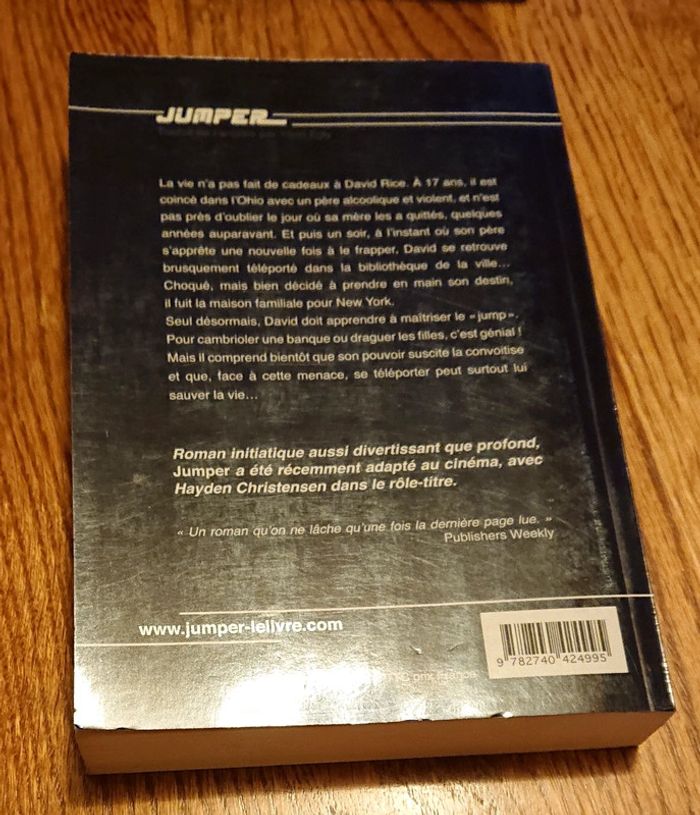 JUMPER
La vie n'a pas fait de cadeaux à David Rice. À 17 ans, il est
coincé dans l'Ohio avec un père alcoolique et violent, et n'est
pas près d'oublier le jour où sa mère les a quittés, quelques
années auparavant. Et puis un soir, à l'instant où son père
s'apprête une nouvelle fois à le frapper, David se retrouve
brusquement téléporté dans la bibliothèque de la ville...
Choqué, mais bien décidé à prendre en main son destin,
il fuit la maison familiale pour New York.
Seul désormais, David doit apprendre à maîtriser le «jump».
Pour cambrioler une banque ou draguer les filles, c'est génial !
Mais il comprend bientôt que son pouvoir suscite la convoitise
et que, face à cette menace, se téléporter peut surtout lui
sauver la vie...
Roman initiatique aussi divertissant que profond,
Jumper a été récemment adapté au cinéma, avec
Hayden Christensen dans le rôle-titre.
« Un roman qu'on ne lâche qu'une fois la dernière page lue. »
Publishers Weekly
www.jumper-lelivre.com
9 782740 424995
prix France